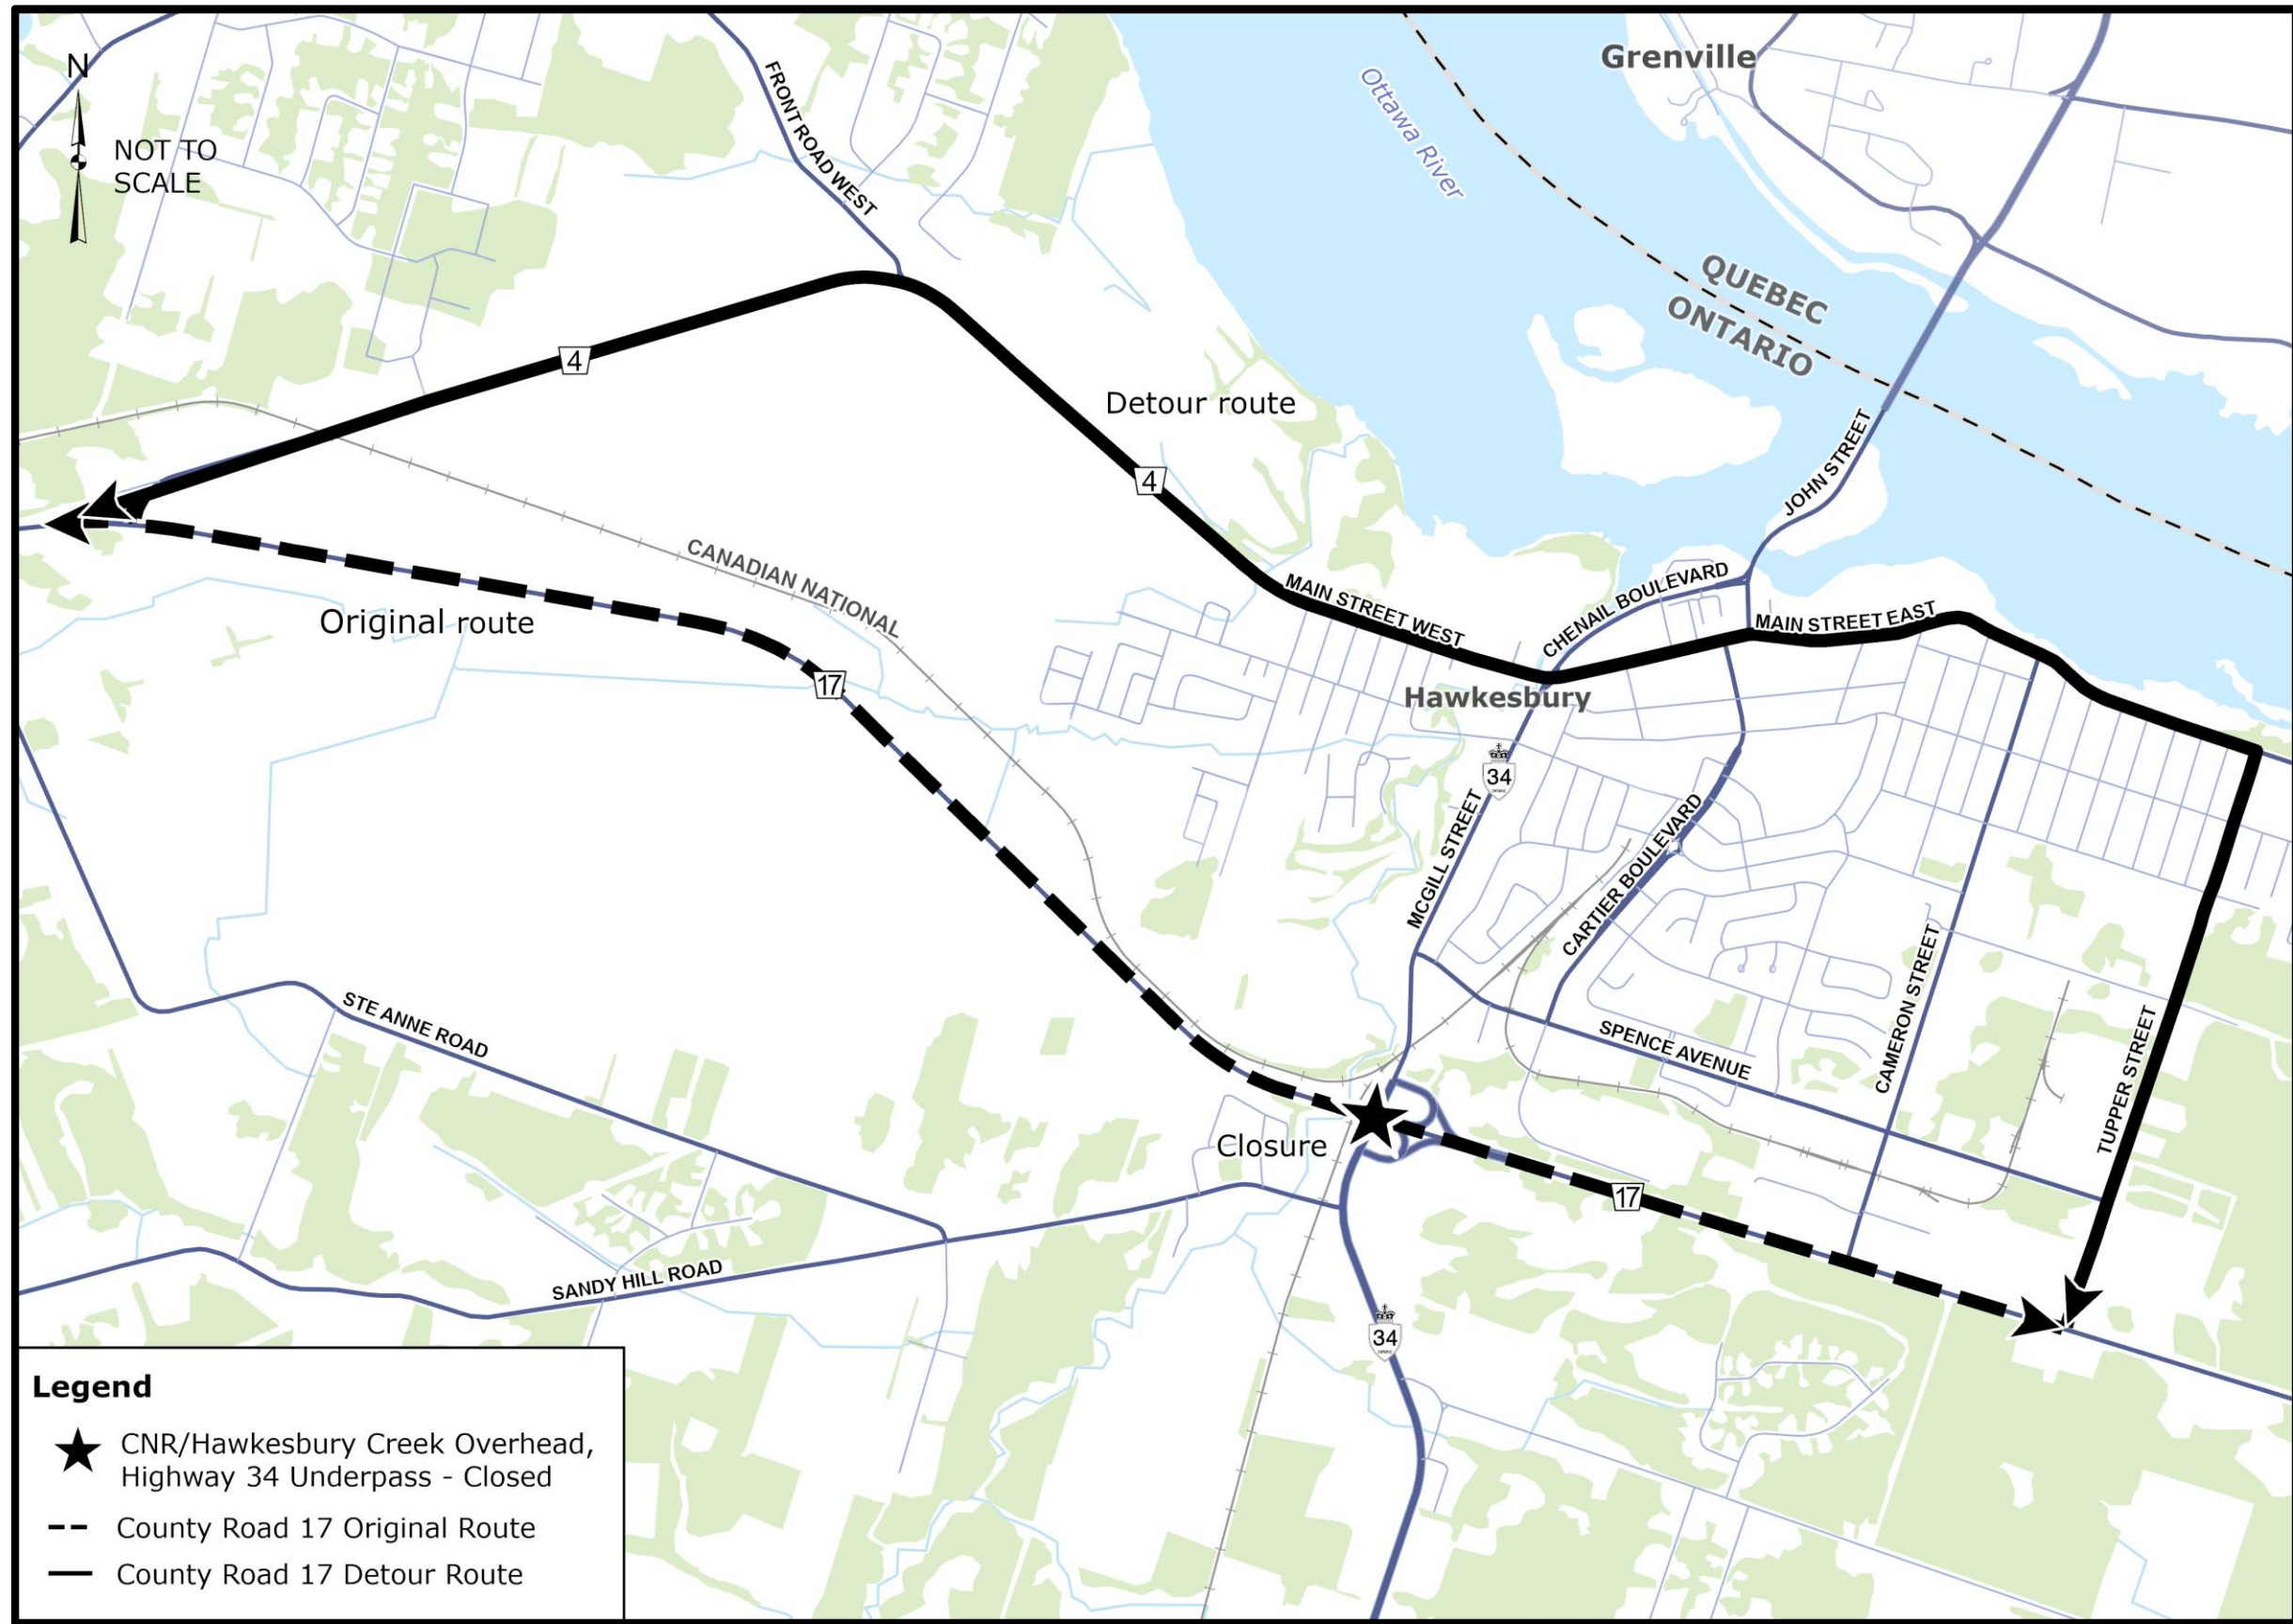 N
NOT TO
SCALE
FRONT ROAD WEST
Ottawa River
Grenville
QUEBEC
ONTARIO
4
Detour route
4
JOHN STREET
CANADIAN NATIONAL
Original route
17
MAIN STREET WEST
CHENAIL BOULEVARD
MAIN STREET EAST
Hawkesbury
34
MCGILL STREET
CARTIER BOULEVARD
CAMERON STREET
SPENCE AVENUE
TUPPER STREET
STE ANNE ROAD
Closure
17
SANDY HILL ROAD
34
Legend
CNR/Hawkesbury Creek Overhead,
Highway 34 Underpass - Closed
County Road 17 Original Route
County Road 17 Detour Route